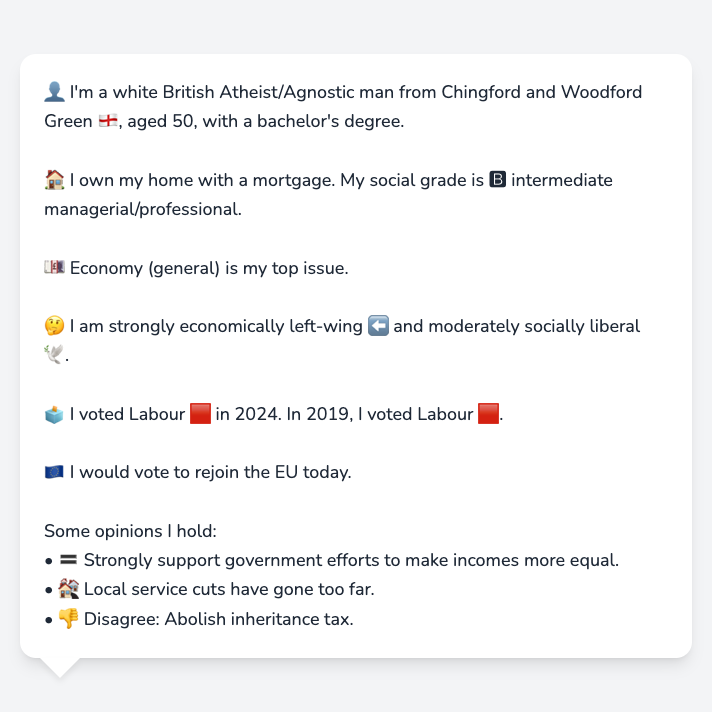 👤 I'm a white British Atheist/Agnostic man from Chingford and Woodford
Green 🏴󠁧󠁢󠁥󠁮󠁧󠁿, aged 50, with a bachelor's degree.
🏠 I own my home with a mortgage. My social grade is 🅱 intermediate
managerial/professional.
💷 Economy (general) is my top issue.
🤔 I am strongly economically left-wing ⬅️ and moderately socially liberal
🕊️.
🗳️ I voted Labour 🟥 in 2024. In 2019, I voted Labour 🟥.
🇪🇺 I would vote to rejoin the EU today.
Some opinions I hold:
• 🟰 Strongly support government efforts to make incomes more equal.
• 🏚️ Local service cuts have gone too far.
• 👎 Disagree: Abolish inheritance tax.